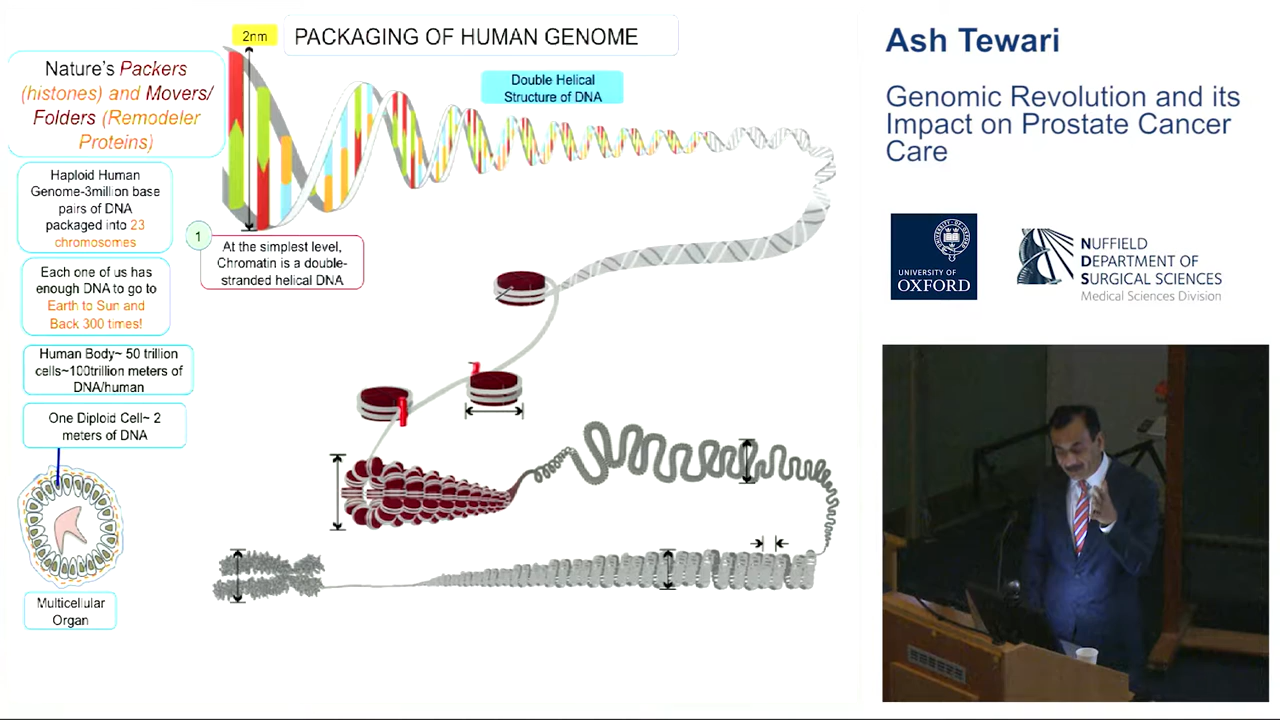 2nm
PACKAGING OF HUMAN GENOME
Nature's Packers
(histones) and Movers/
Folders (Remodeler
Proteins)
Double Helical
Structure of DNA
Haploid Human
Genome-3million base
pairs of DNA
packaged into 23
chromosomes
1
At the simplest level,
Chromatin is a double-
stranded helical DNA
Each one of us has
enough DNA to go to
Earth to Sun and
Back 300 times!
Human Body~ 50 trillion
cells~100trillion meters of
DNA/human
One Diploid Cell~ 2
meters of DNA
Multicellular
Organ
Ash Tewari
Genomic Revolution and its
Impact on Prostate Cancer
Care
UNIVERSITY OF
OXFORD
NUFFIELD
DEPARTMENT OF
SURGICAL SCIENCES
Medical Sciences Division